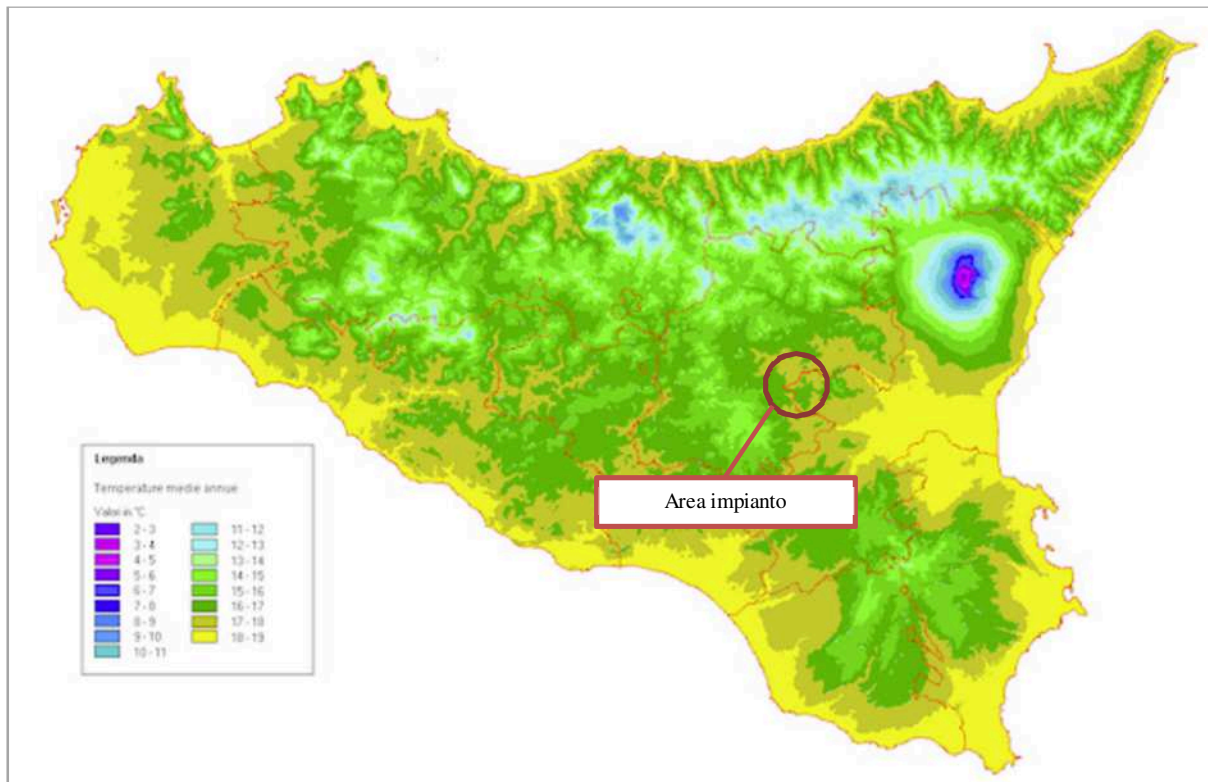 Area impianto
Legenda
Temperature medie annue
Valori in °C
2 - 3
3 - 4
4 - 5
5 - 6
6 - 7
7 - 8
8 - 9
9 - 10
10 - 11
11 - 12
12 - 13
13 - 14
14 - 15
15 - 16
16 - 17
17 - 18
18 - 19